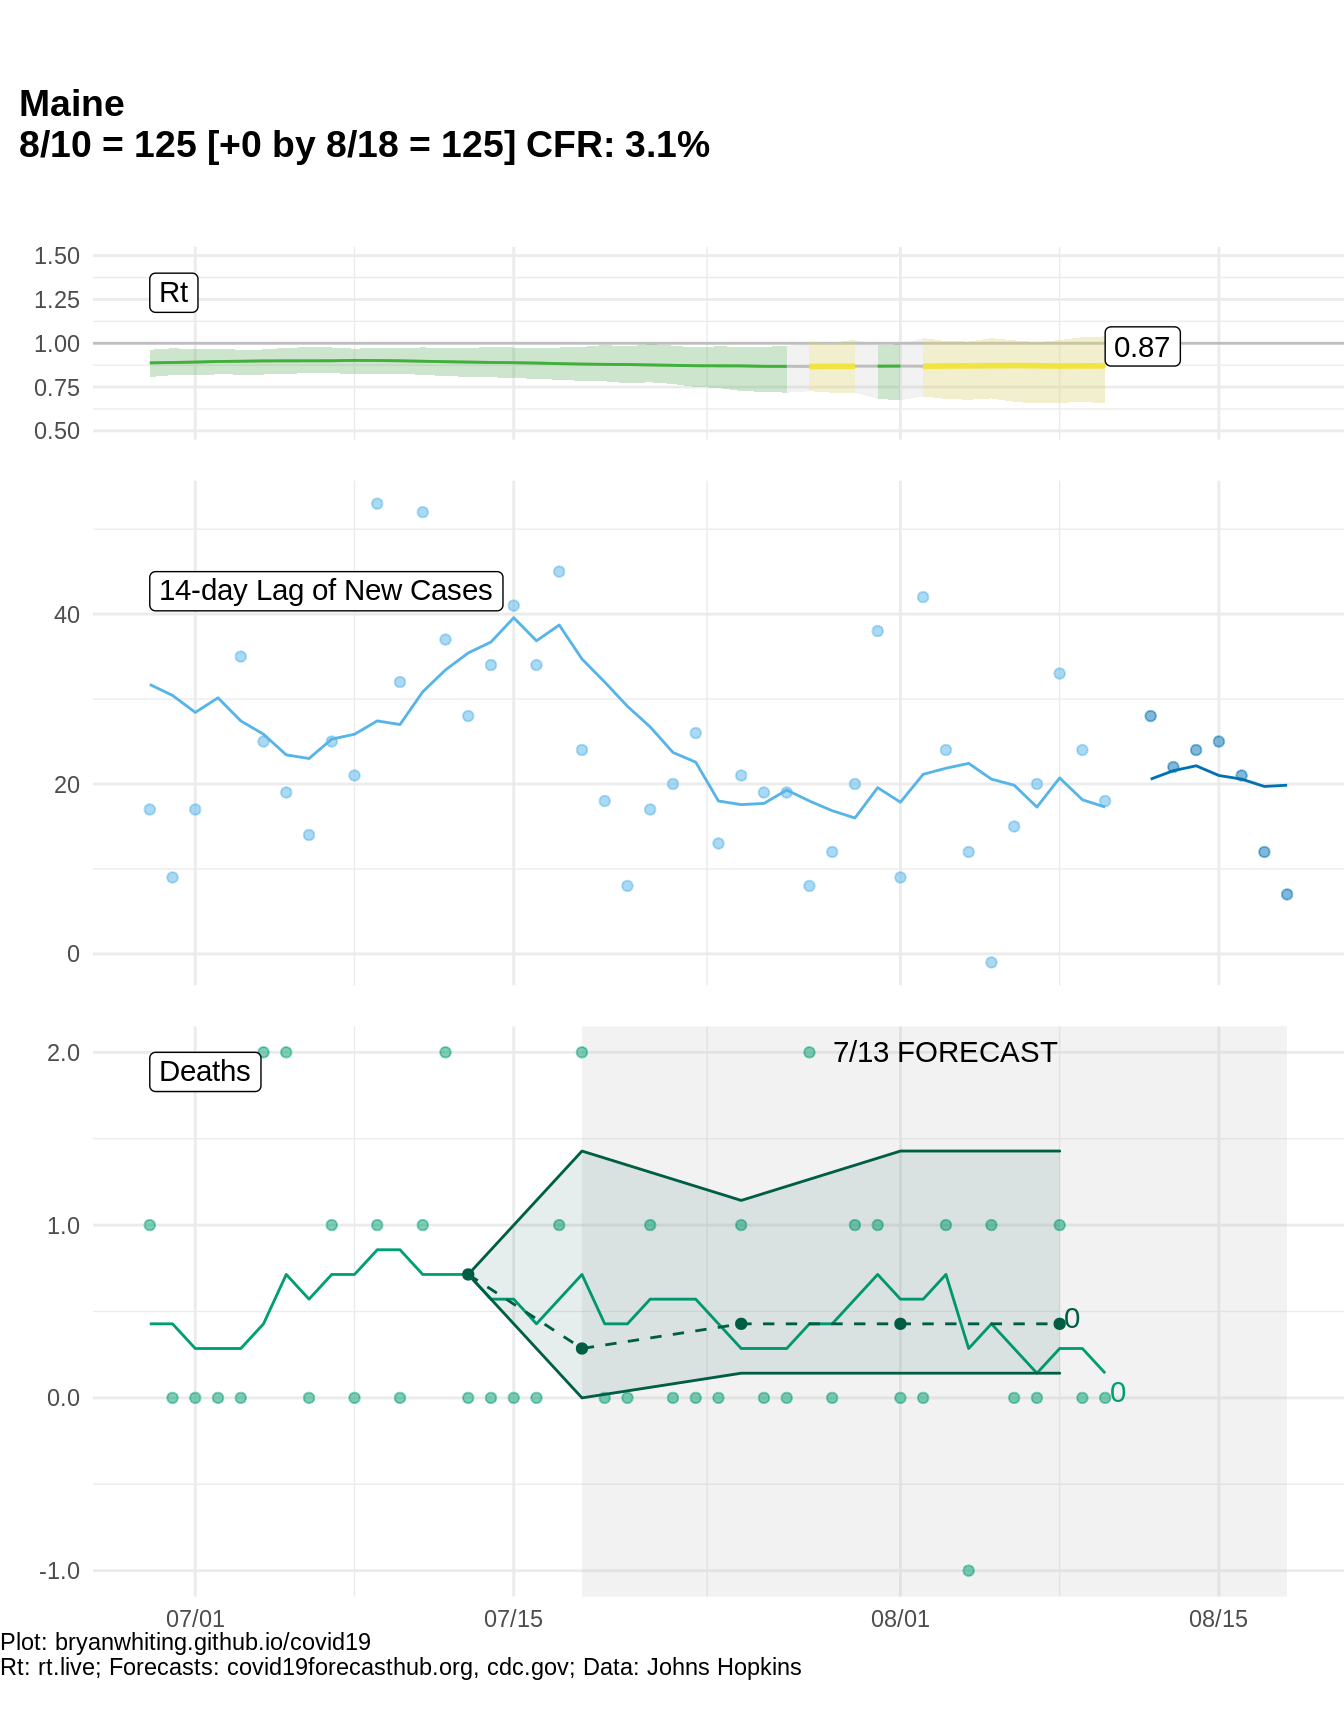 Maine
8/10 = 125 [+0 by 8/18 = 125] CFR: 3.1%
1.50
1.25
1.00
0.75
0.50
Rt
0.87
14-day Lag of New Cases
40
20
0
2.0
1.0
0.0
-1.0
Deaths
7/13 FORECAST
0
0
07/01 07/15 08/01 08/15
Plot: bryanwhiting.github.io/covid19
Rt: rt.live; Forecasts: covid19forecasthub.org, cdc.gov; Data: Johns Hopkins